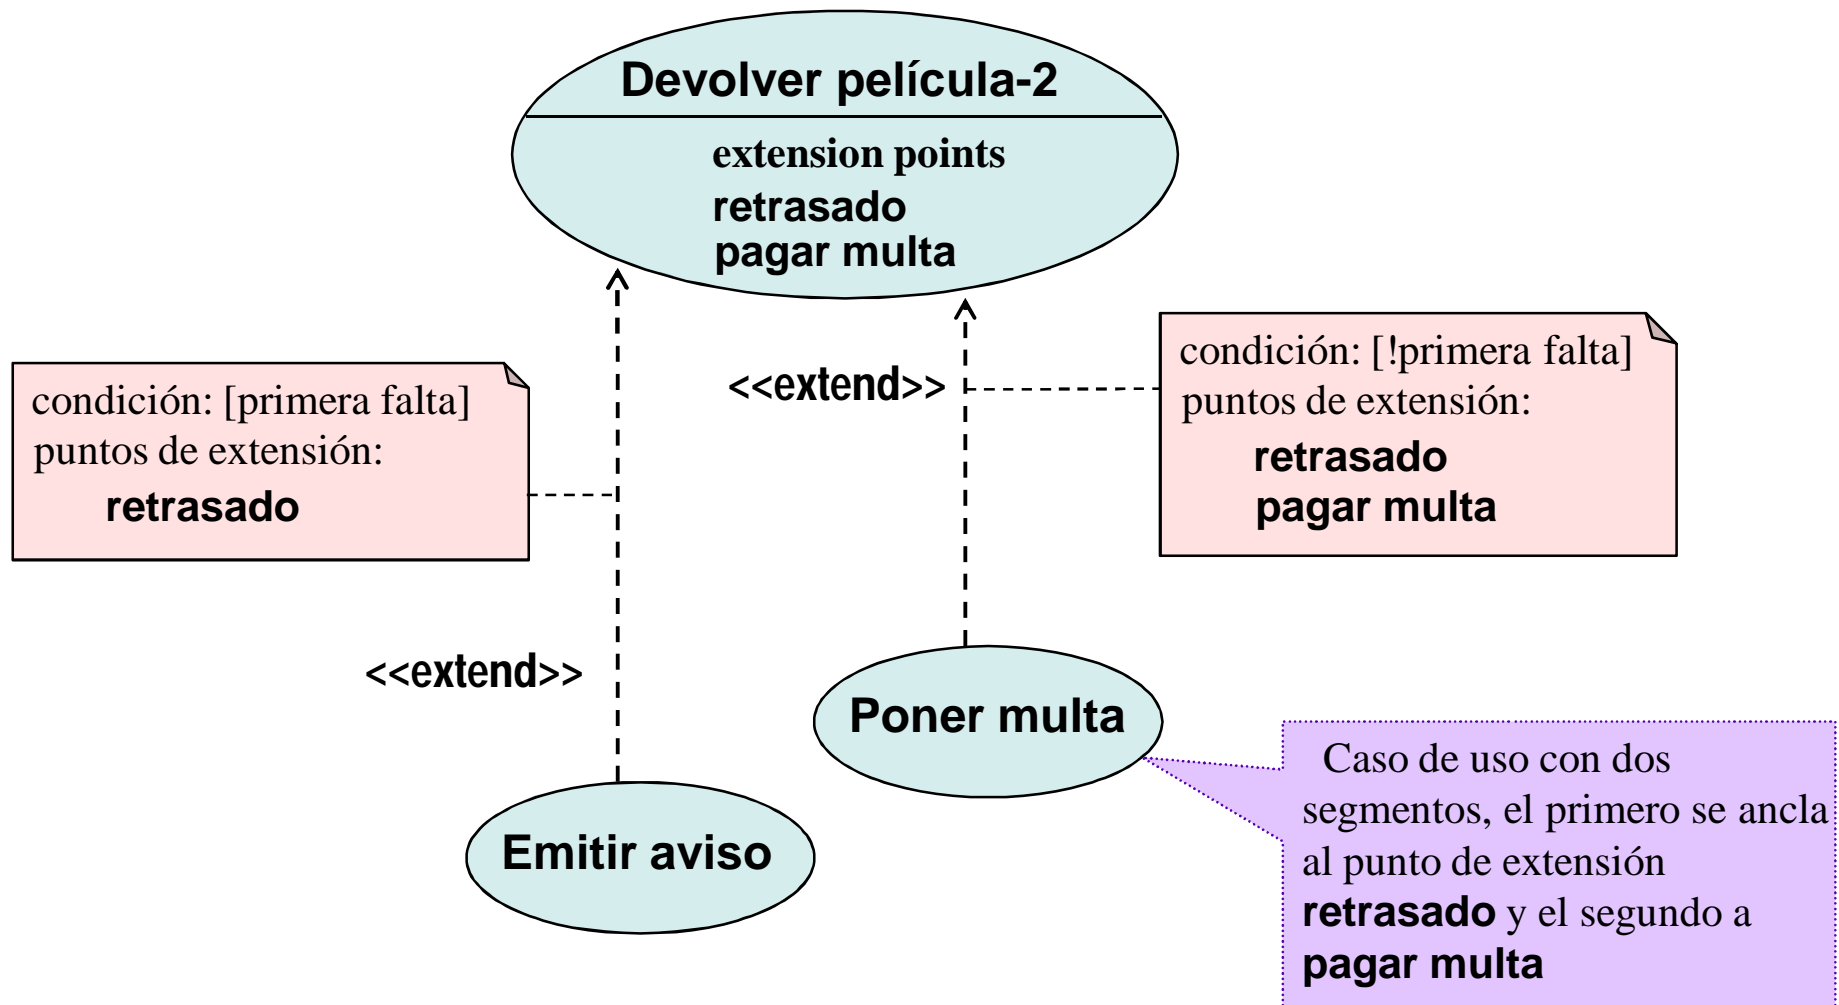 Devolver película-2
extension points
retrasado
pagar multa
condición: [primera falta]
puntos de extensión:
retrasado
<<extend>>
condición: [!primera falta]
puntos de extensión:
retrasado
pagar multa
<<extend>>
Poner multa
Emitir aviso
Caso de uso con dos
segmentos, el primero se ancla
al punto de extensión
retrasado y el segundo a
pagar multa